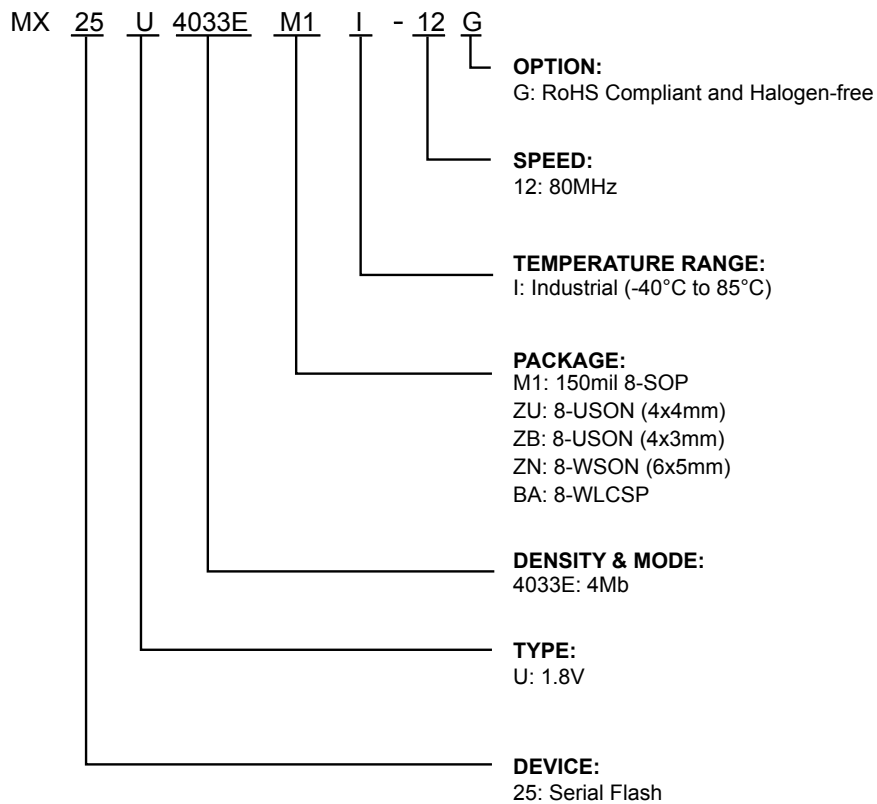 MX 25 U 4033E M1 I - 12 G
OPTION:
G: RoHS Compliant and Halogen-free
SPEED:
12: 80MHz
TEMPERATURE RANGE:
I: Industrial (-40°C to 85°C)
PACKAGE:
M1: 150mil 8-SOP
ZU: 8-USON (4x4mm)
ZB: 8-USON (4x3mm)
ZN: 8-WSON (6x5mm)
BA: 8-WLCSP
DENSITY & MODE:
4033E: 4Mb
TYPE:
U: 1.8V
DEVICE:
25: Serial Flash